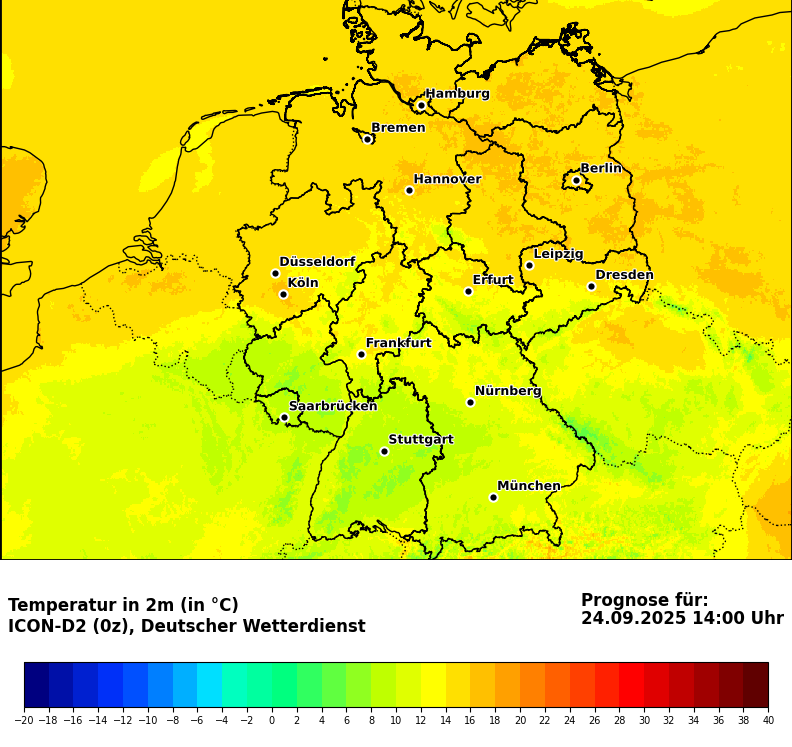 Hamburg
Bremen
Berlin
Hannover
Leipzig
Düsseldorf
Dresden
Köln
Erfurt
Frankfurt
Nürnberg
Saarbrücken
Stuttgart
München
Temperatur in 2m (in °C)
ICON-D2 (0z), Deutscher Wetterdienst
Prognose für:
24.09.2025 14:00 Uhr
−20 −18 −16 −14 −12 −10 −8 −6 −4 −2 0 2 4 6 8 10 12 14 16 18 20 22 24 26 28 30 32 34 36 38 40